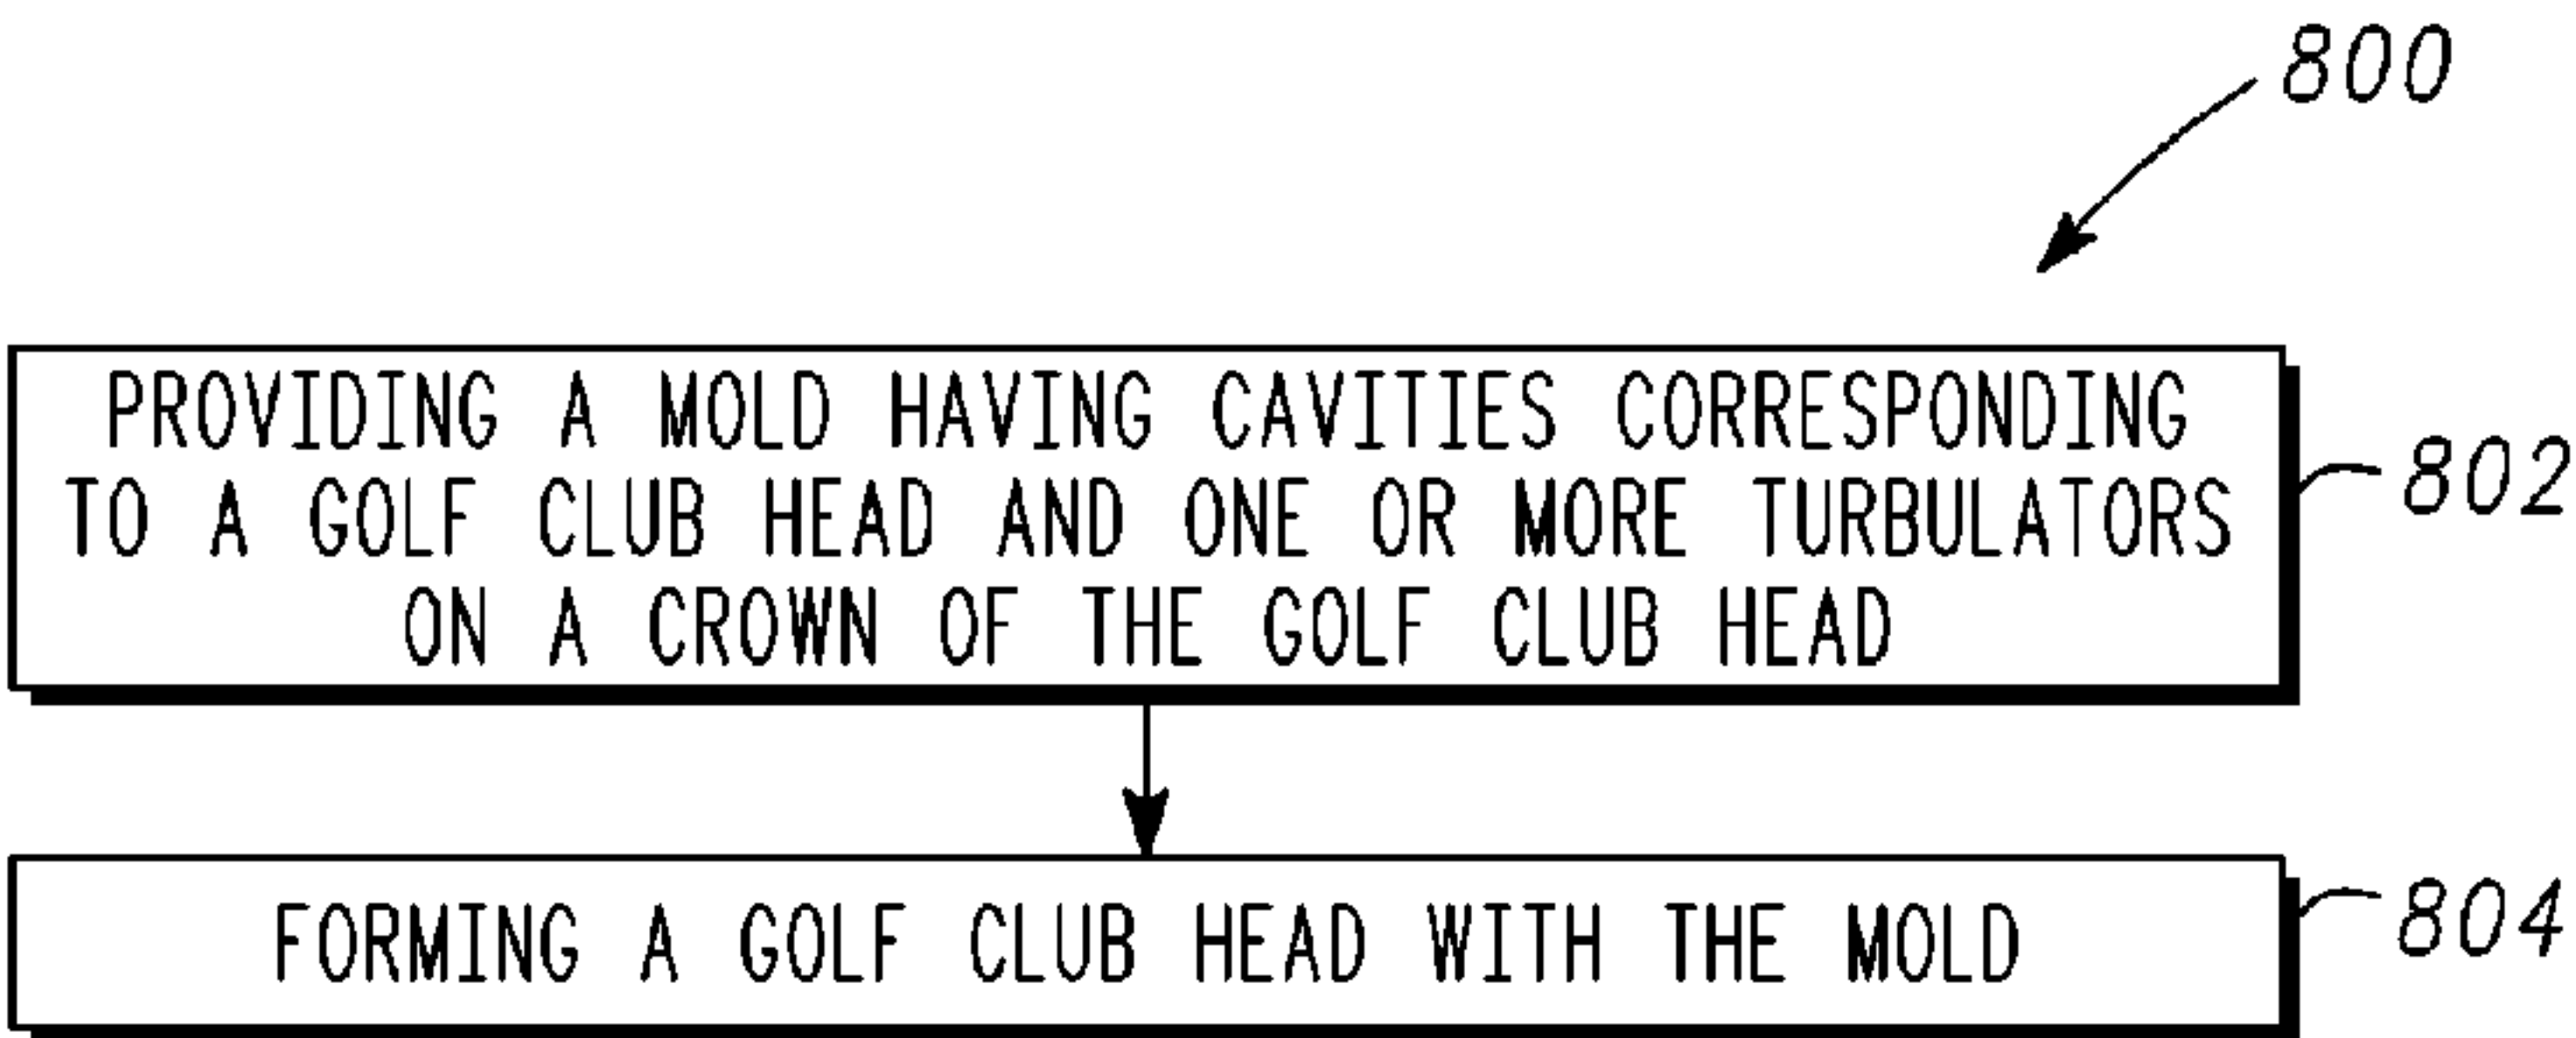 800
PROVIDING A MOLD HAVING CAVITIES CORRESPONDING
TO A GOLF CLUB HEAD AND ONE OR MORE TURBULATORS
ON A CROWN OF THE GOLF CLUB HEAD
802
FORMING A GOLF CLUB HEAD WITH THE MOLD
804